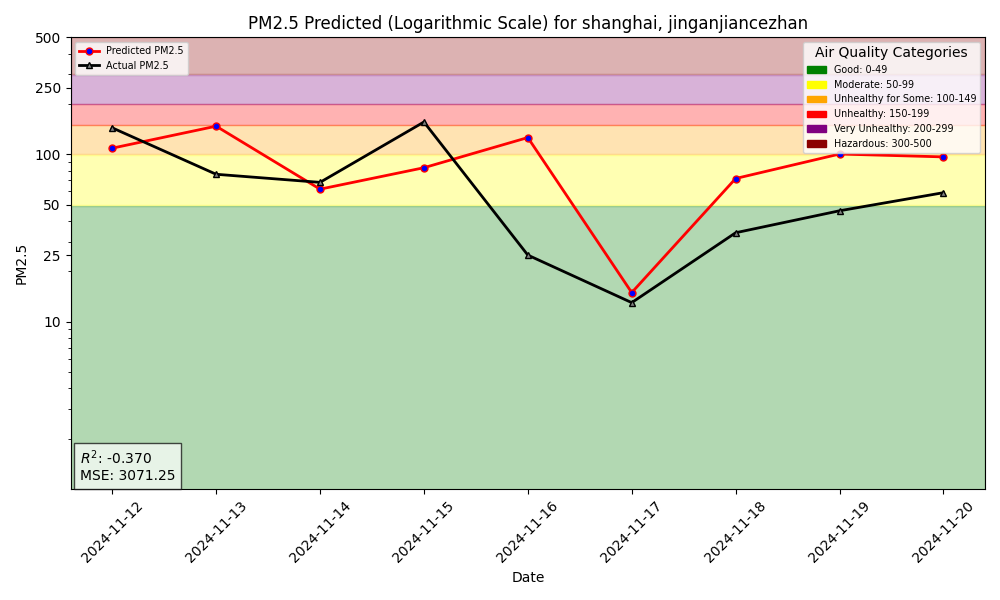 PM2.5 Predicted (Logarithmic Scale) for shanghai, jinganjiancezhan
Predicted PM2.5
Actual PM2.5
Air Quality Categories
Good: 0-49
Moderate: 50-99
Unhealthy for Some: 100-149
Unhealthy: 150-199
Very Unhealthy: 200-299
Hazardous: 300-500
500
250
100
50
25
10
PM2.5
R²: -0.370
MSE: 3071.25
2024-11-12
2024-11-13
2024-11-14
2024-11-15
2024-11-16
2024-11-17
2024-11-18
2024-11-19
2024-11-20
Date